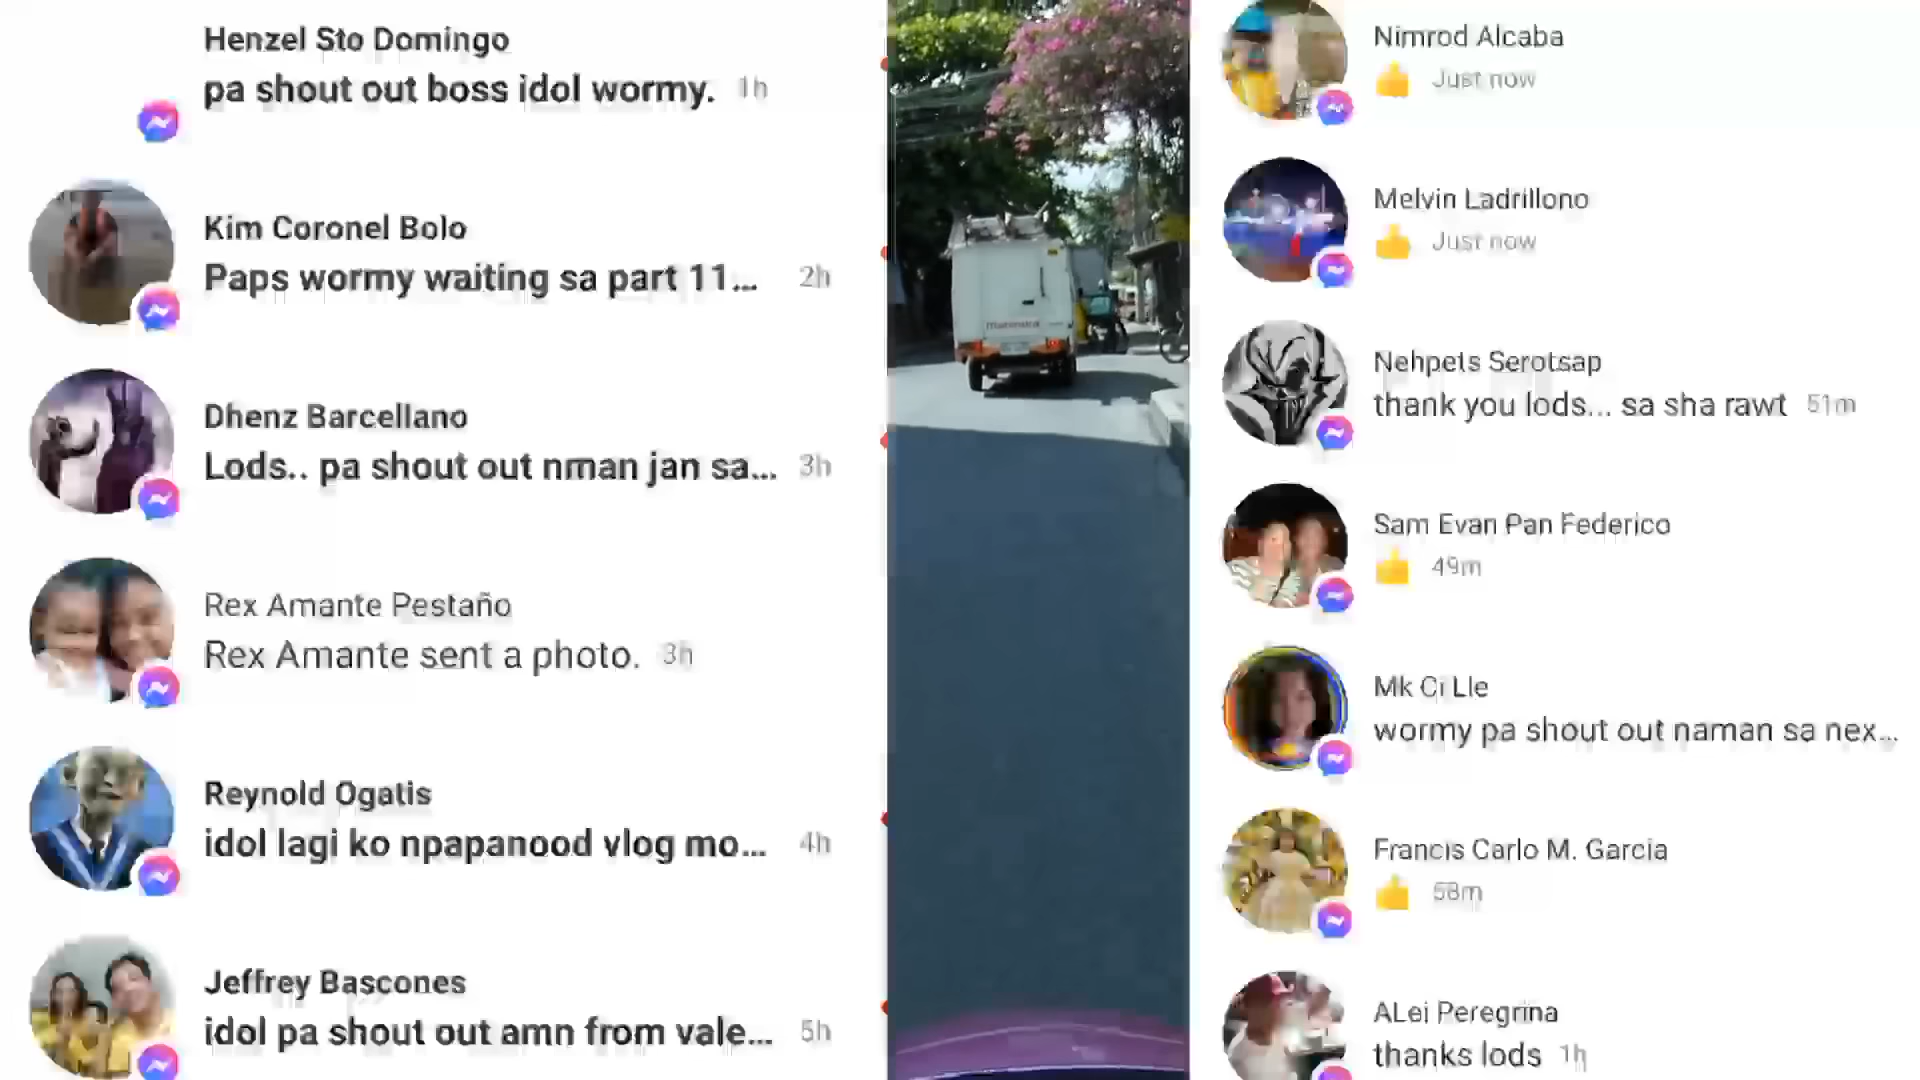 Henzel Sto Domingo
pa shout out boss idol wormy. 1h
Kim Coronel Bolo
Paps wormy waiting sa part 11... 2h
Dhenz Barcellano
Lods.. pa shout out nman jan sa... 3h
Rex Amante Pestaño
Rex Amante sent a photo. 3h
Reynold Ogatis
idol lagi ko npapanood vlog mo... 4h
Jeffrey Bascones
idol pa shout out amn from vale... 5h
Nimrod Alcaba
Just now
Melvin Ladrillono
Just now
Nehpets Serotsap
thank you lods... sa sha rawt 51m
Sam Evan Pan Federico
49m
Mk Ci Lle
wormy pa shout out naman sa nex...
Francis Carlo M. Garcia
58m
ALei Peregrina
thanks lods 1h